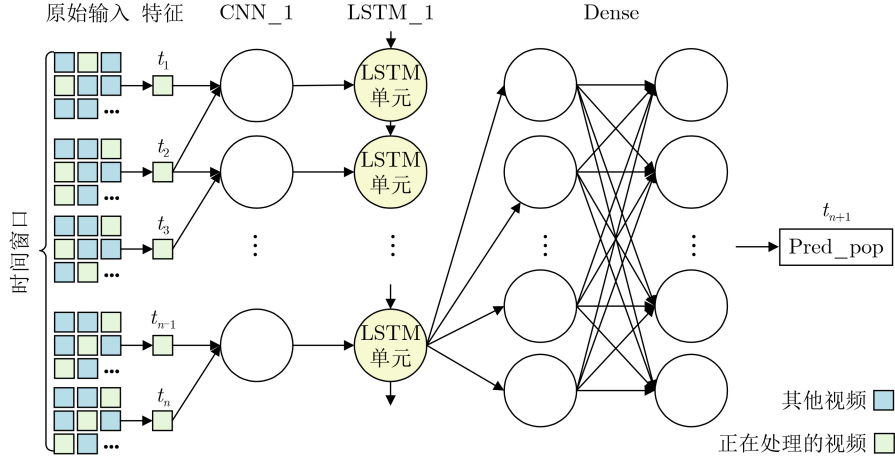 原始输入 特征 CNN_1 LSTM_1 Dense
t₁
LSTM
单元
...
t₂
LSTM
单元
...
t₃
...
时间窗口
tₙ₊₁
Pred_pop
tₙ₋₁
LSTM
单元
...
tₙ
...
其他视频
正在处理的视频